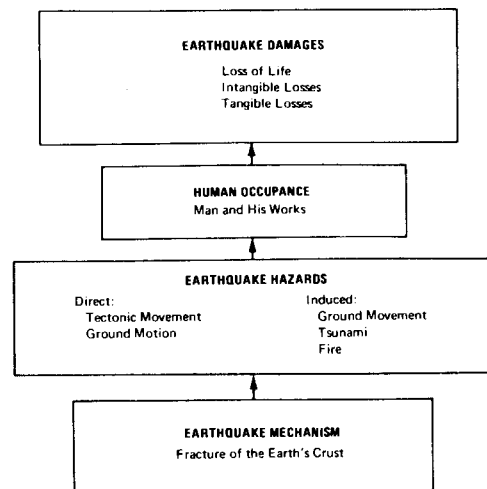 EARTHQUAKE DAMAGES
Loss of Life
Intangible Losses
Tangible Losses
HUMAN OCCUPANCE
Man and His Works
EARTHQUAKE HAZARDS
Direct:
Tectonic Movement
Ground Motion
Induced:
Ground Movement
Tsunami
Fire
EARTHQUAKE MECHANISM
Fracture of the Earth's Crust